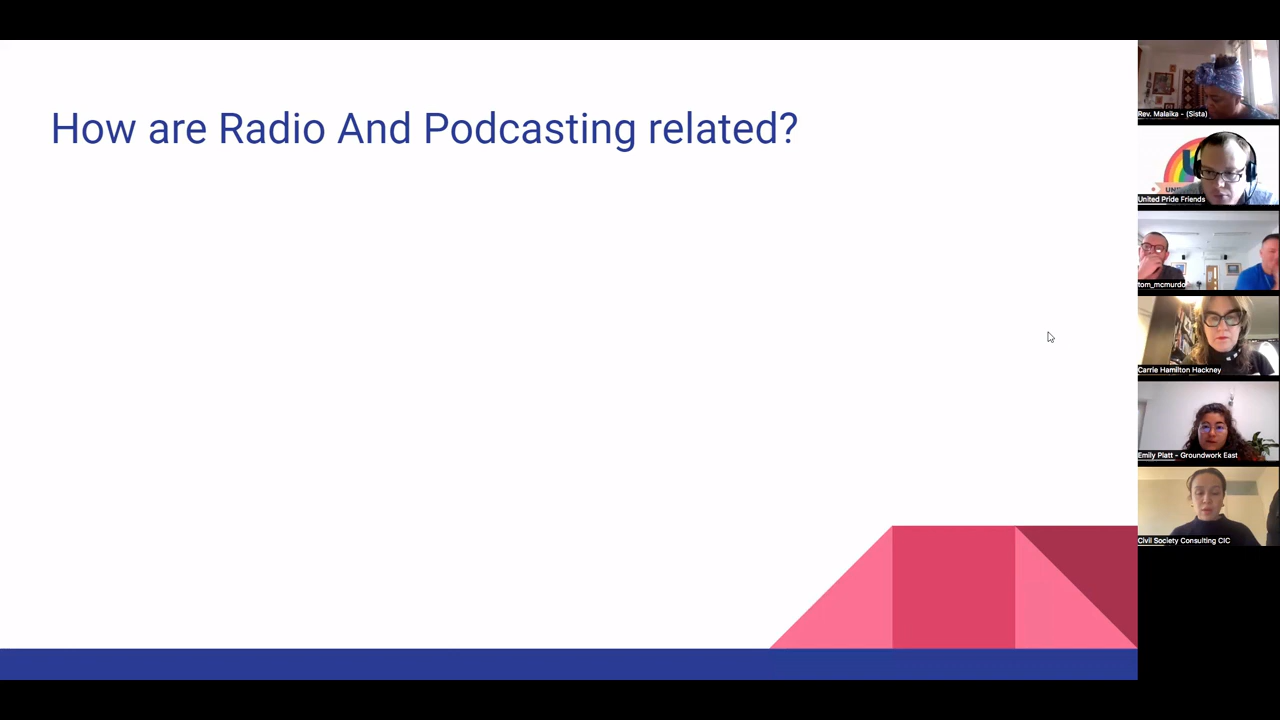 How are Radio And Podcasting related?
Rev. Malaika - (Sista)
United Pride Friends
tom_mcmurdo
Carrie Hamilton Hackney
Emily Platt - Groundwork East
Civil Society Consulting CIC